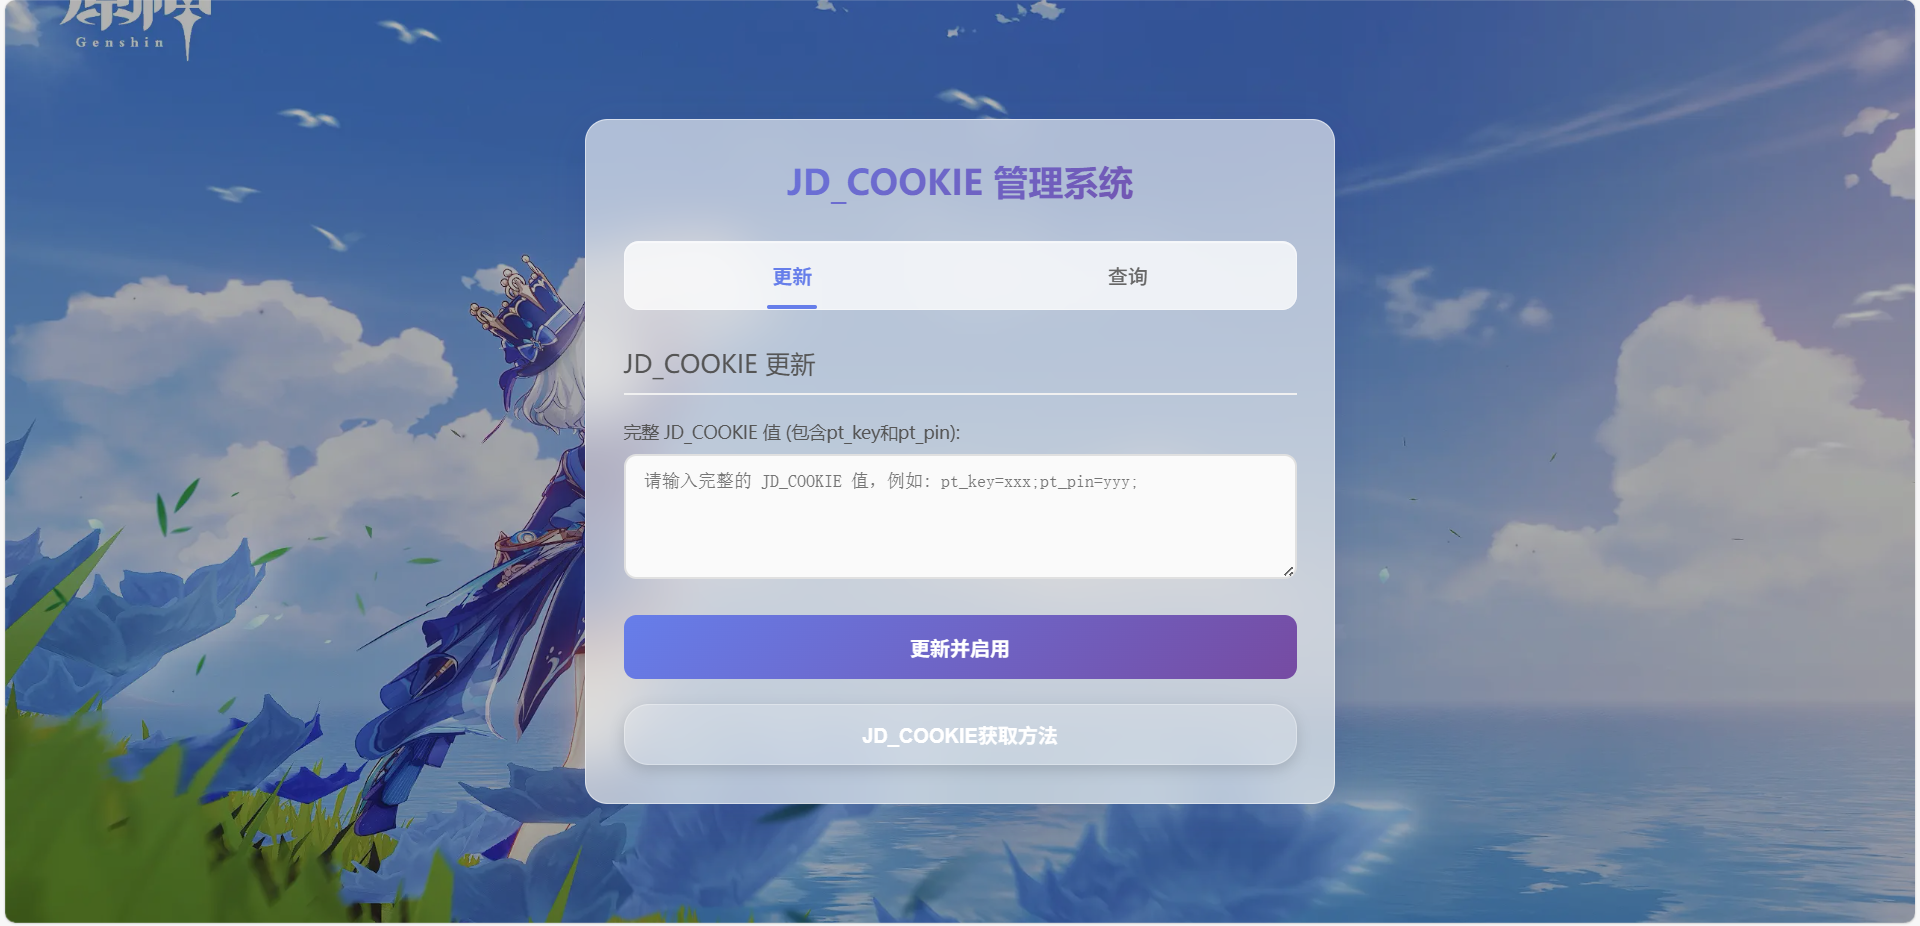 原神
Genshin
JD_COOKIE 管理系统
更新
查询
JD_COOKIE 更新
完整 JD_COOKIE 值 (包含pt_key和pt_pin):
请输入完整的 JD_COOKIE 值，例如: pt_key=xxx;pt_pin=yyy;
更新并启用
JD_COOKIE获取方法